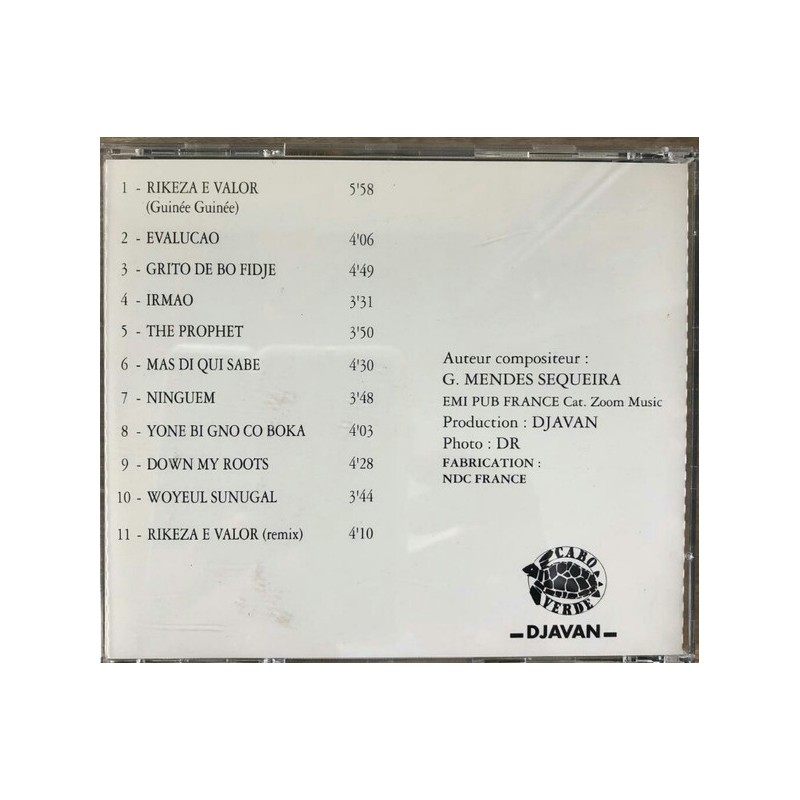 1 - RIKEZA E VALOR 5'58
(Guinée Guinée)
2 - EVALUCAO 4'06
3 - GRITO DE BO FIDJE 4'49
4 - IRMAO 3'31
5 - THE PROPHET 3'50
6 - MAS DI QUI SABE 4'30
7 - NINGUEM 3'48
8 - YONE BI GNO CO BOKA 4'03
9 - DOWN MY ROOTS 4'28
10 - WOYEUL SUNUGAL 3'44
11 - RIKEZA E VALOR (remix) 4'10
Auteur compositeur :
G. MENDES SEQUEIRA
EMI PUB FRANCE Cat. Zoom Music
Production : DJAVAN
Photo : DR
FABRICATION :
NDC FRANCE
CABO
VERDE
DJAVAN